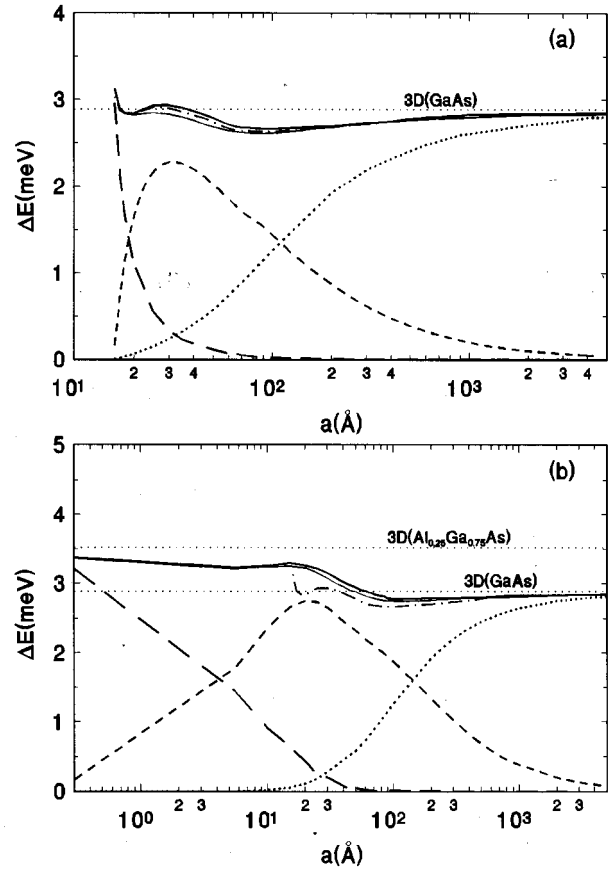 (a)
4
3
2
1
0
ΔE(meV)
3D(GaAs)
10¹ 2 3 4 10² 2 3 4 10³ 2 3 4
a(Å)
(b)
5
4
3
2
1
0
ΔE(meV)
3D(Al₀.₂₅Ga₀.₇₅As)
3D(GaAs)
10⁰ 2 3 10¹ 2 3 10² 2 3 10³ 2 3
a(Å)